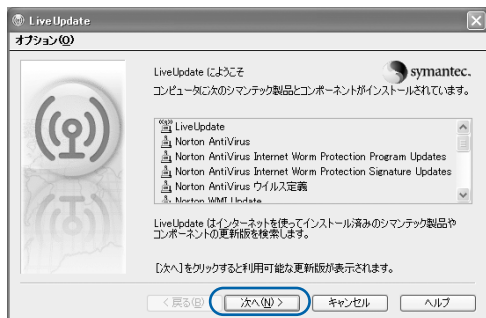 LiveUpdate
オプション(O)
LiveUpdate にようこそ
symantec.
コンピュータに次のシマンテック製品とコンポーネントがインストールされています。
LiveUpdate
Norton AntiVirus
Norton AntiVirus Internet Worm Protection Program Updates
Norton AntiVirus Internet Worm Protection Signature Updates
Norton AntiVirus ウイルス定義
Norton WMI Update
LiveUpdate はインターネットを使ってインストール済みのシマンテック製品や
コンポーネントの更新版を検索します。
[次へ]をクリックすると利用可能な更新版が表示されます。
< 戻る(B)
次へ(N) >
キャンセル
ヘルプ